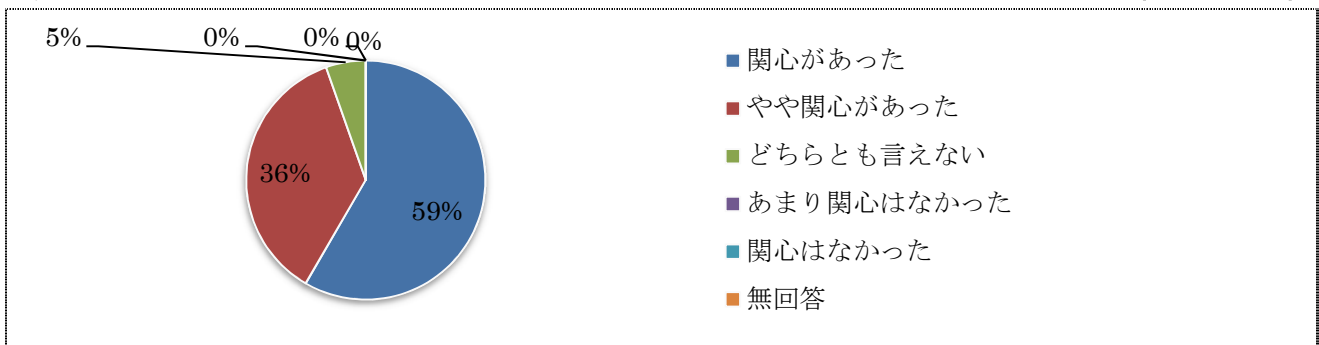 5%
0%
0%
0%
36%
59%
関心があった
やや関心があった
どちらとも言えない
あまり関心はなかった
関心はなかった
無回答